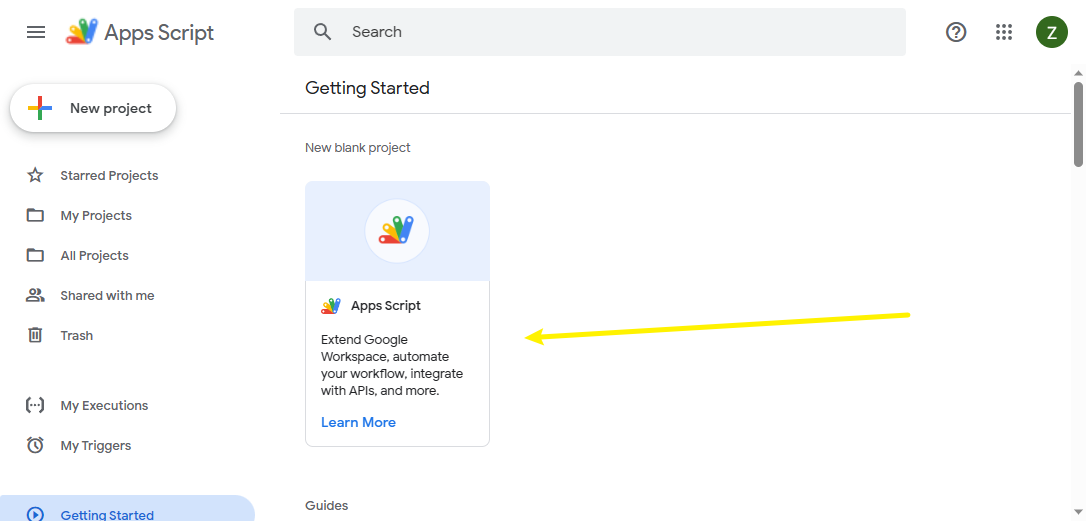 Apps Script
Search
Z
New project
Getting Started
New blank project
Starred Projects
My Projects
All Projects
Shared with me
Trash
My Executions
My Triggers
Getting Started
Apps Script
Extend Google
Workspace, automate
your workflow, integrate
with APIs, and more.
Learn More
Guides